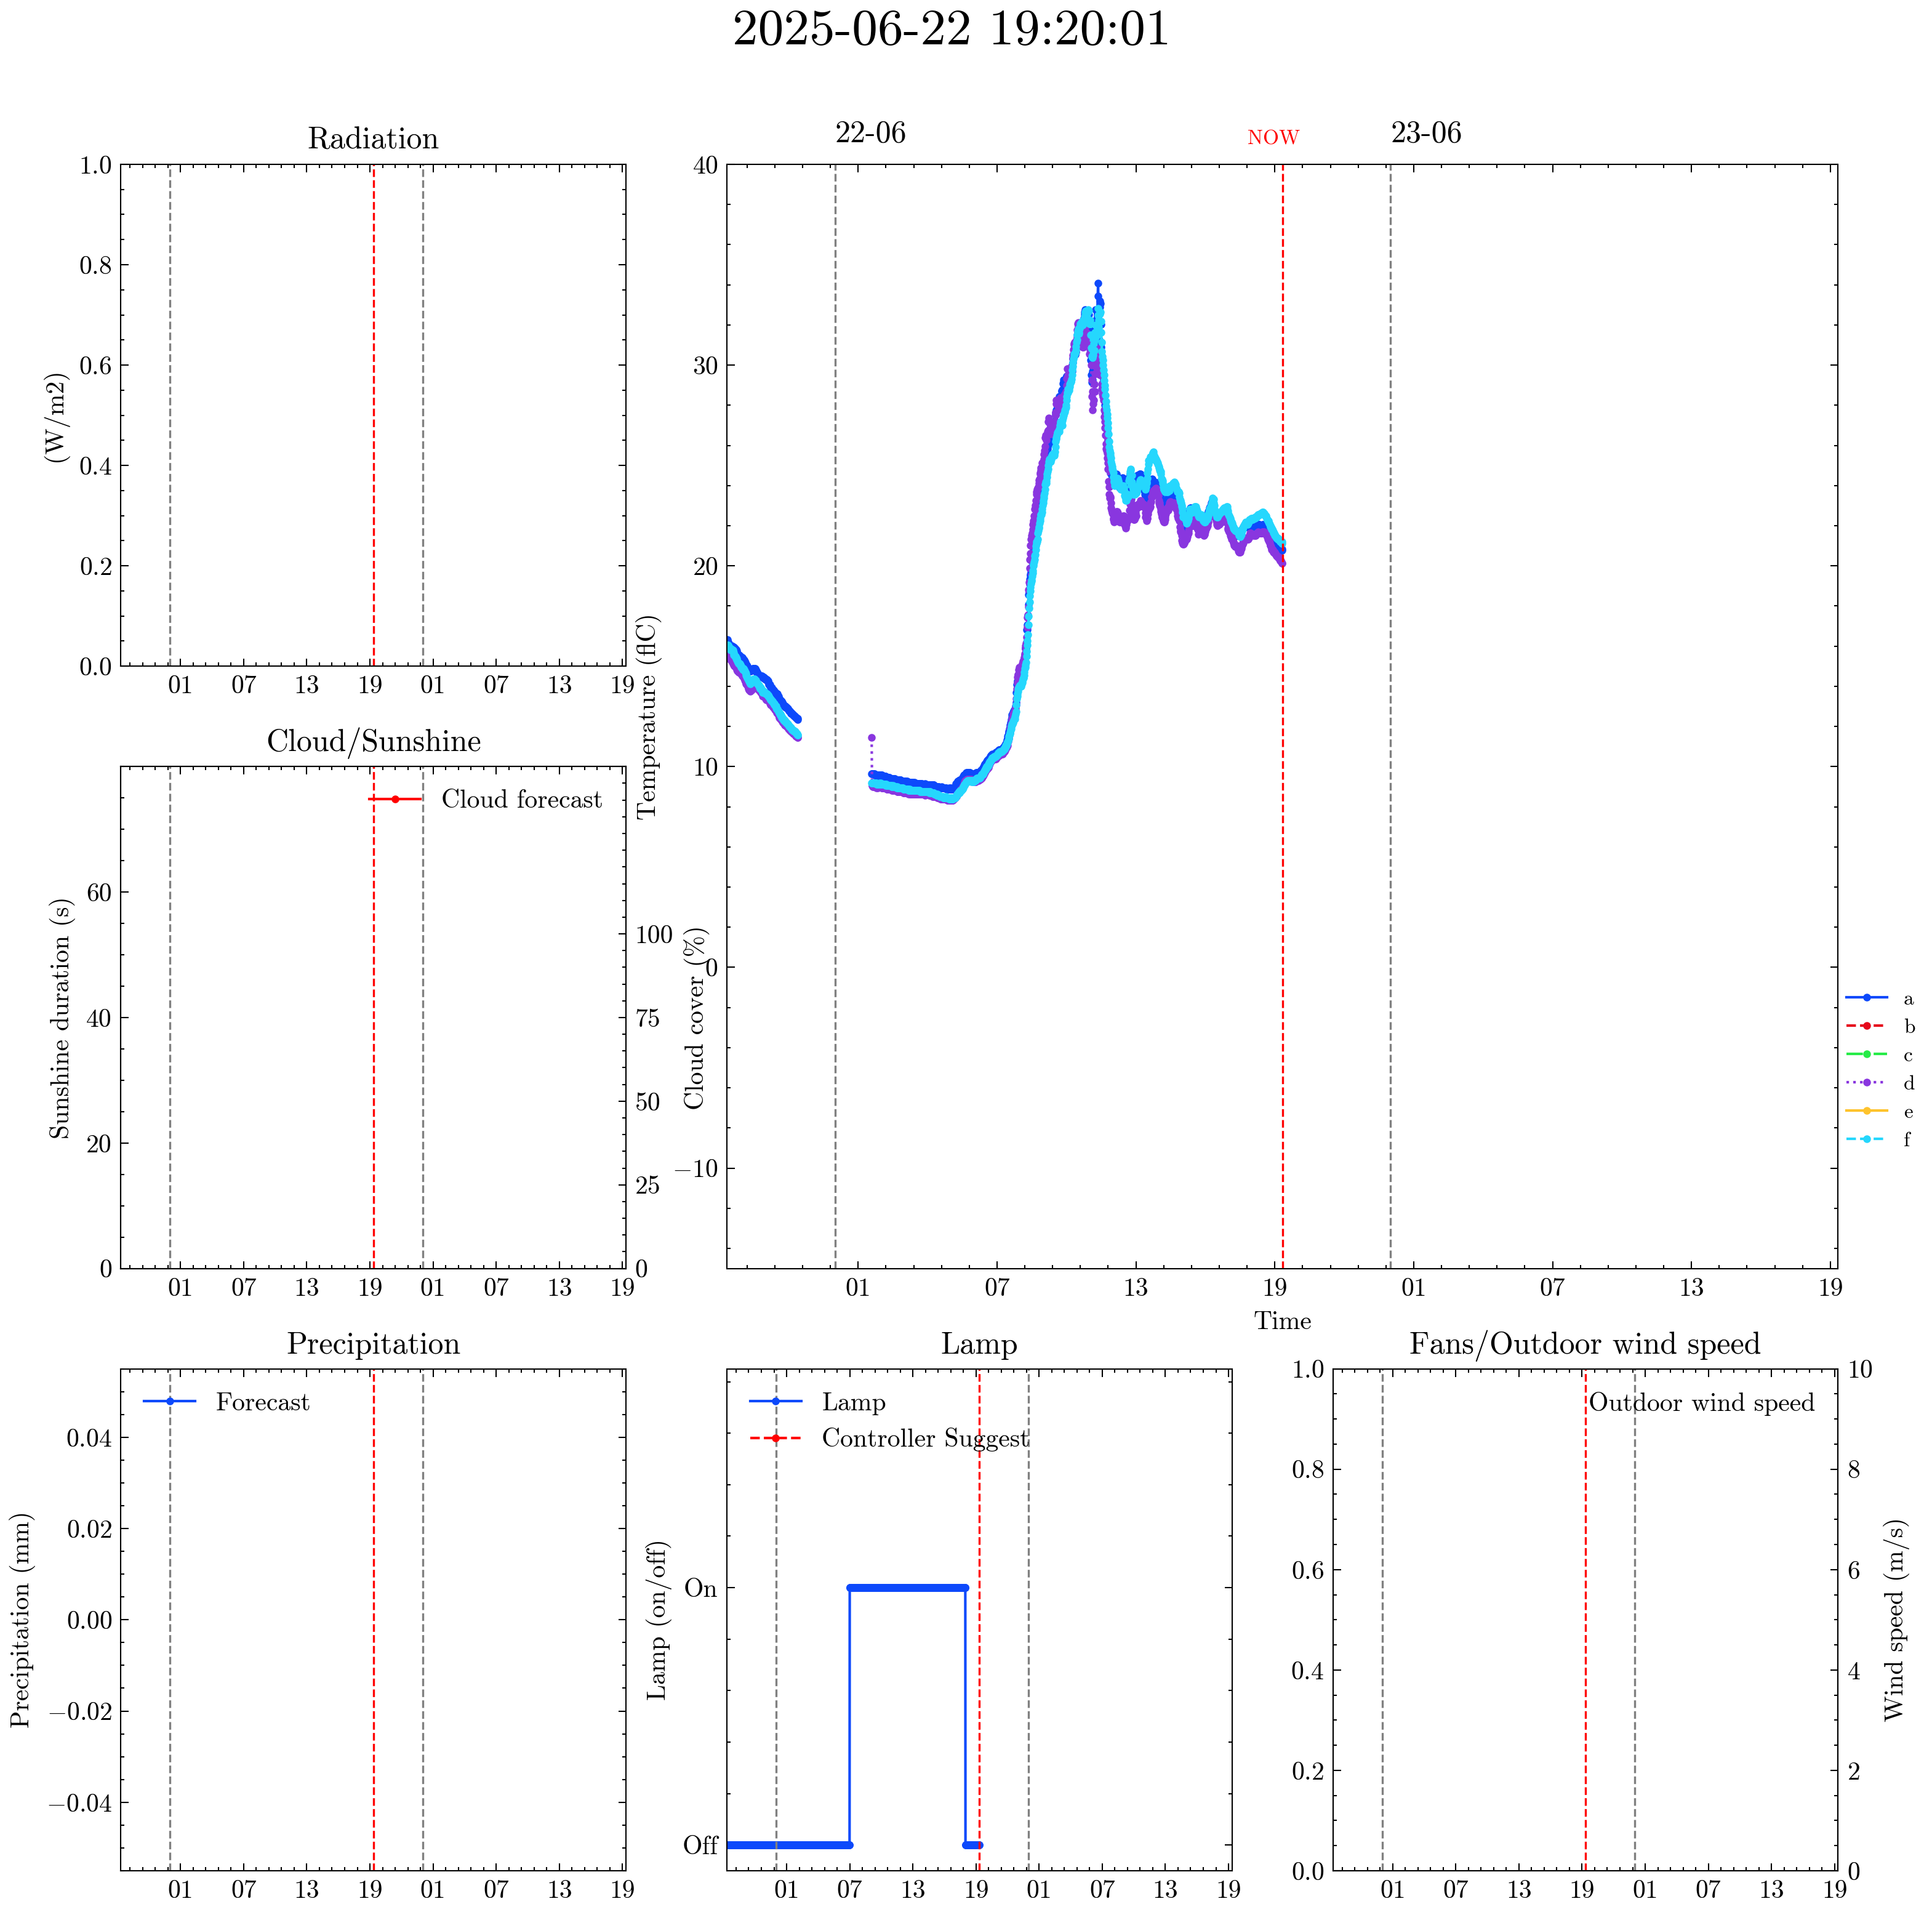 2025-06-22 19:20:01
Radiation
(W/m2)
1.0
0.8
0.6
0.4
0.2
0.0
01 07 13 19 01 07 13 19
22-06 NOW 23-06
Temperature (flC)
40
30
20
10
0
−10
01 07 13 19 01 07 13 19
Time
a
b
c
d
e
f
Cloud/Sunshine
Cloud forecast
Sunshine duration (s)
60
40
20
0
Cloud cover (%)
100
75
50
25
0
01 07 13 19 01 07 13 19
Precipitation
Forecast
Precipitation (mm)
0.04
0.02
0.00
−0.02
−0.04
01 07 13 19 01 07 13 19
Lamp
Lamp
Controller Suggest
Lamp (on/off)
On
Off
01 07 13 19 01 07 13 19
Fans/Outdoor wind speed
Outdoor wind speed
1.0
0.8
0.6
0.4
0.2
0.0
Wind speed (m/s)
10
8
6
4
2
0
01 07 13 19 01 07 13 19